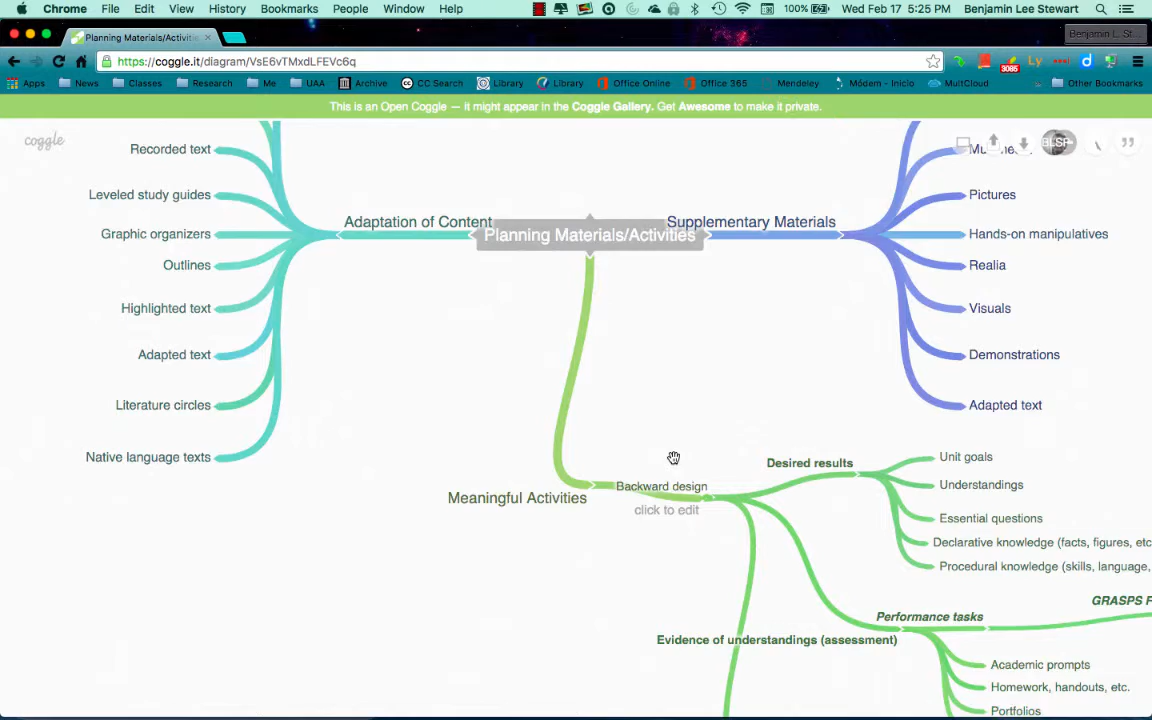 Chrome File Edit View History Bookmarks People Window Help 100% Wed Feb 17 5:25 PM Benjamin Lee Stewart
Planning Materials/Activitie Benjamin L. St...
https://coggle.it/diagram/VsE6vTMxdLFEVc6q 3085
Apps News Classes Research Me UAA Archive CC Search Library Library Office Online Office 365 Mendeley Módem - Inicio MultCloud Other Bookmarks
This is an Open Coggle — it might appear in the Coggle Gallery. Get Awesome to make it private.
coggle
BLSP
Recorded text
Leveled study guides
Graphic organizers
Outlines
Highlighted text
Adapted text
Literature circles
Native language texts
Adaptation of Content
Planning Materials/Activities
Supplementary Materials
Pictures
Hands-on manipulatives
Realia
Visuals
Demonstrations
Adapted text
Meaningful Activities
Backward design
click to edit
Desired results
Unit goals
Understandings
Essential questions
Declarative knowledge (facts, figures, etc
Procedural knowledge (skills, language,
GRASPS F
Performance tasks
Evidence of understandings (assessment)
Academic prompts
Homework, handouts, etc.
Portfolios